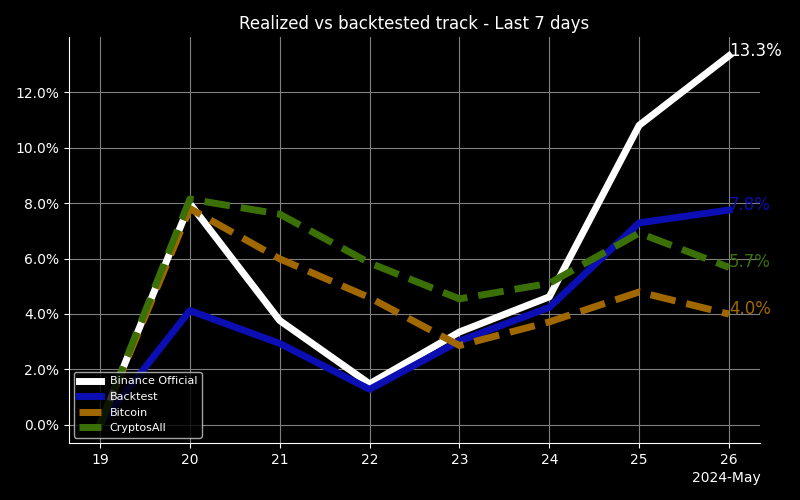 Realized vs backtested track - Last 7 days
13.3%
12.0%
10.0%
8.0%
7.8%
6.0%
5.7%
4.0%
4.0%
2.0%
0.0%
Binance Official
Backtest
Bitcoin
CryptosAll
19 20 21 22 23 24 25 26
2024-May